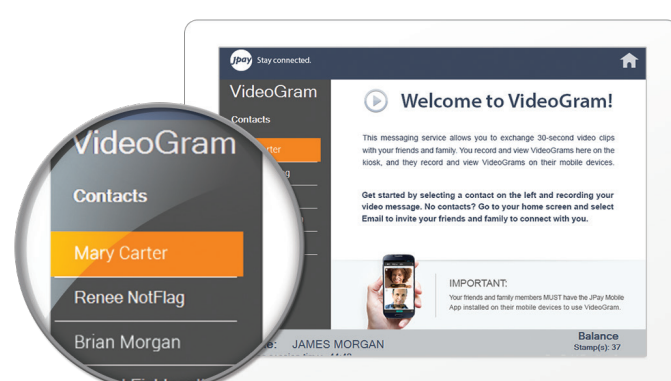 JPay Stay connected.
VideoGram
Contacts
Welcome to VideoGram!
This messaging service allows you to exchange 30-second video clips
with your friends and family. You record and view VideoGrams here on the
kiosk, and they record and view VideoGrams on their mobile devices.
Get started by selecting a contact on the left and recording your
video message. No contacts? Go to your home screen and select
Email to invite your friends and family to connect with you.
IMPORTANT:
Your friends and family members MUST have the JPay Mobile
App installed on their mobile devices to use VideoGram.
JAMES MORGAN
Balance
Stamp(s): 37
VideoGram
Contacts
Mary Carter
Renee NotFlag
Brian Morgan